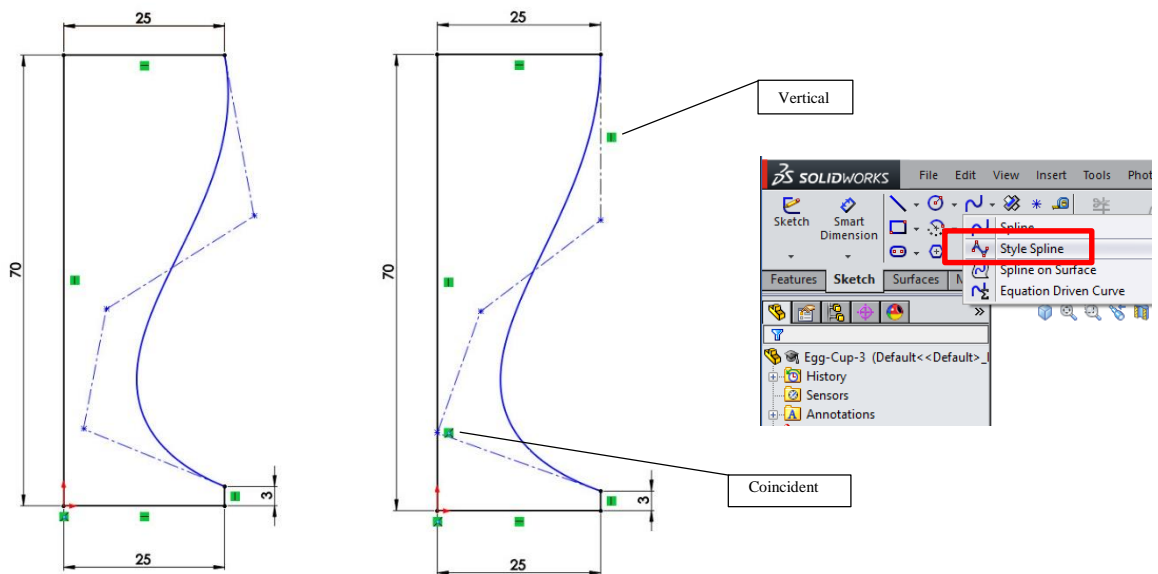 25
70
3
25
25
70
3
25
Vertical
Coincident
SOLIDWORKS File Edit View Insert Tools Phot
Sketch Smart Dimension
Spline
Style Spline
Spline on Surface
Equation Driven Curve
Features Sketch Surfaces
Egg-Cup-3 (Default<<Default>_
History
Sensors
A Annotations